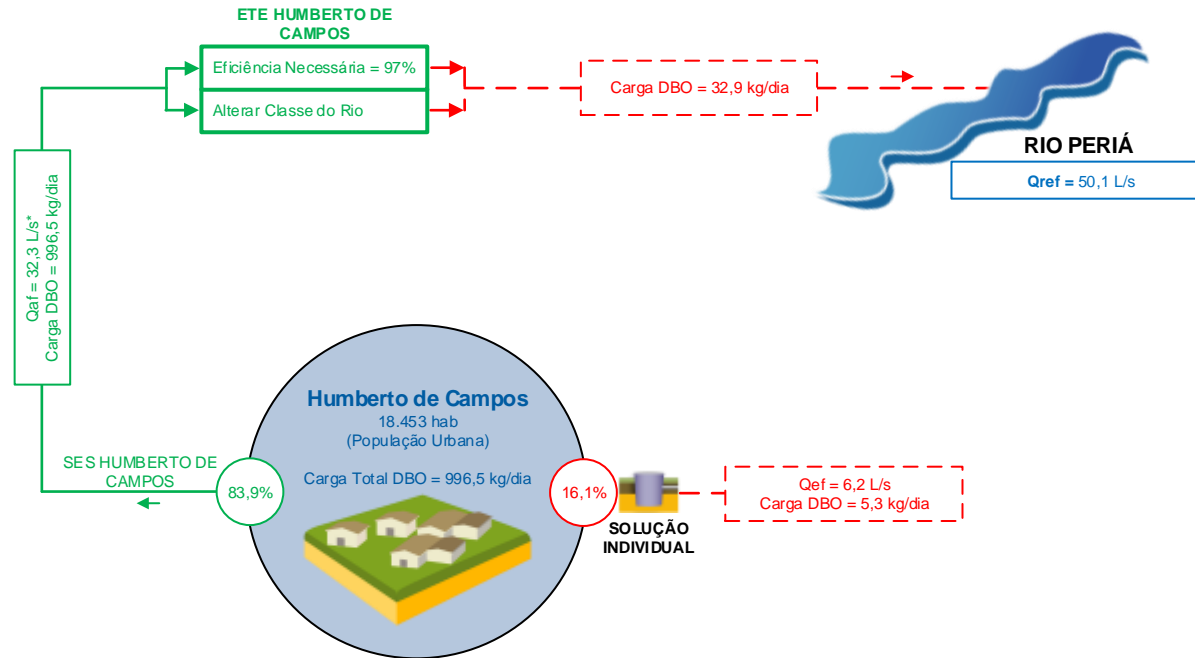 ETE HUMBERTO DE
CAMPOS
Eficiência Necessária = 97%
Alterar Classe do Rio
Carga DBO = 32,9 kg/dia
RIO PERIÁ
Qref = 50,1 L/s
Qaf = 32,3 L/s*
Carga DBO = 996,5 kg/dia
Humberto de Campos
18.453 hab
(População Urbana)
Carga Total DBO = 996,5 kg/dia
SES HUMBERTO DE
CAMPOS
83,9%
16,1%
SOLUÇÃO
INDIVIDUAL
Qef = 6,2 L/s
Carga DBO = 5,3 kg/dia